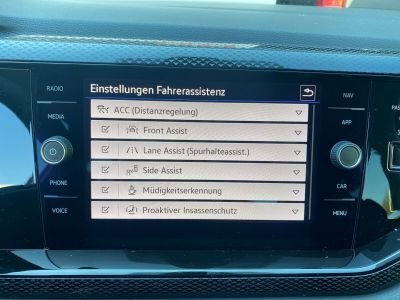 RADIO
MEDIA
PHONE
VOICE
Einstellungen Fahrerassistenz
ACC (Distanzregelung)
Front Assist
Lane Assist (Spurhalteassist.)
Side Assist
Müdigkeitserkennung
Proaktiver Insassenschutz
NAV
APP
CAR
MENU